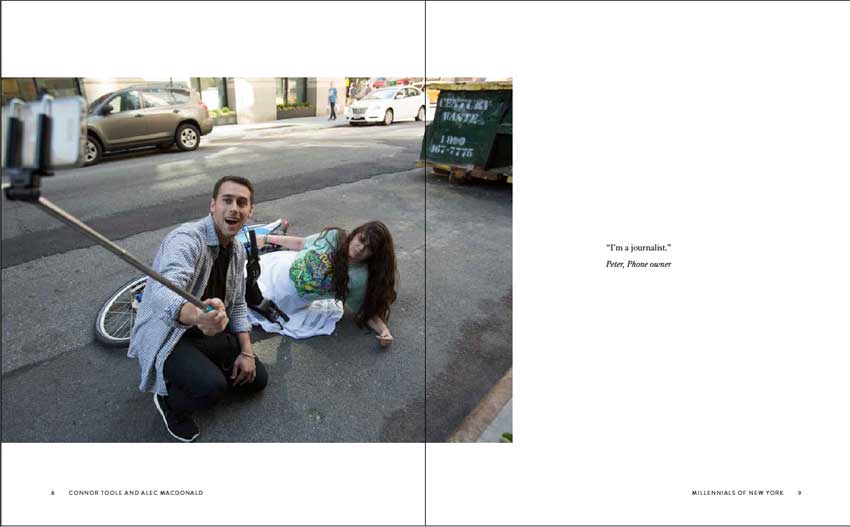 CENTURY
WASTE
1 800
467-7775
“I’m a journalist.”
Peter, Phone owner
8 CONNOR TOOLE AND ALEC MACDONALD
MILLENNIALS OF NEW YORK 9